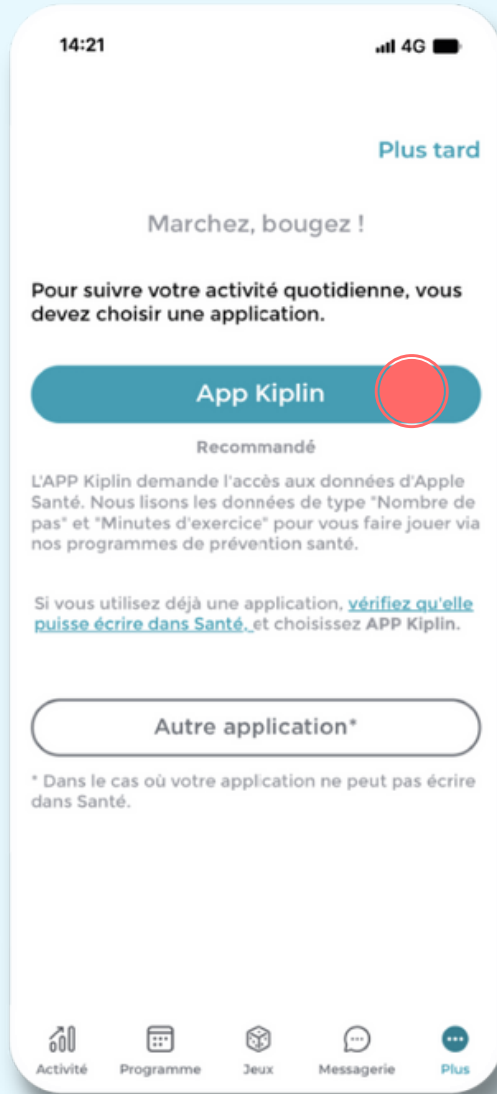 14:21
4G
Plus tard
Marchez, bougez !
Pour suivre votre activité quotidienne, vous
devez choisir une application.
App Kiplin
Recommandé
L'APP Kiplin demande l'accès aux données d'Apple
Santé. Nous lisons les données de type "Nombre de
pas" et "Minutes d'exercice" pour vous faire jouer via
nos programmes de prévention santé.
Si vous utilisez déjà une application, vérifiez qu'elle
puisse écrire dans Santé, et choisissez APP Kiplin.
Autre application*
* Dans le cas où votre application ne peut pas écrire
dans Santé.
Activité Programme Jeux Messagerie Plus